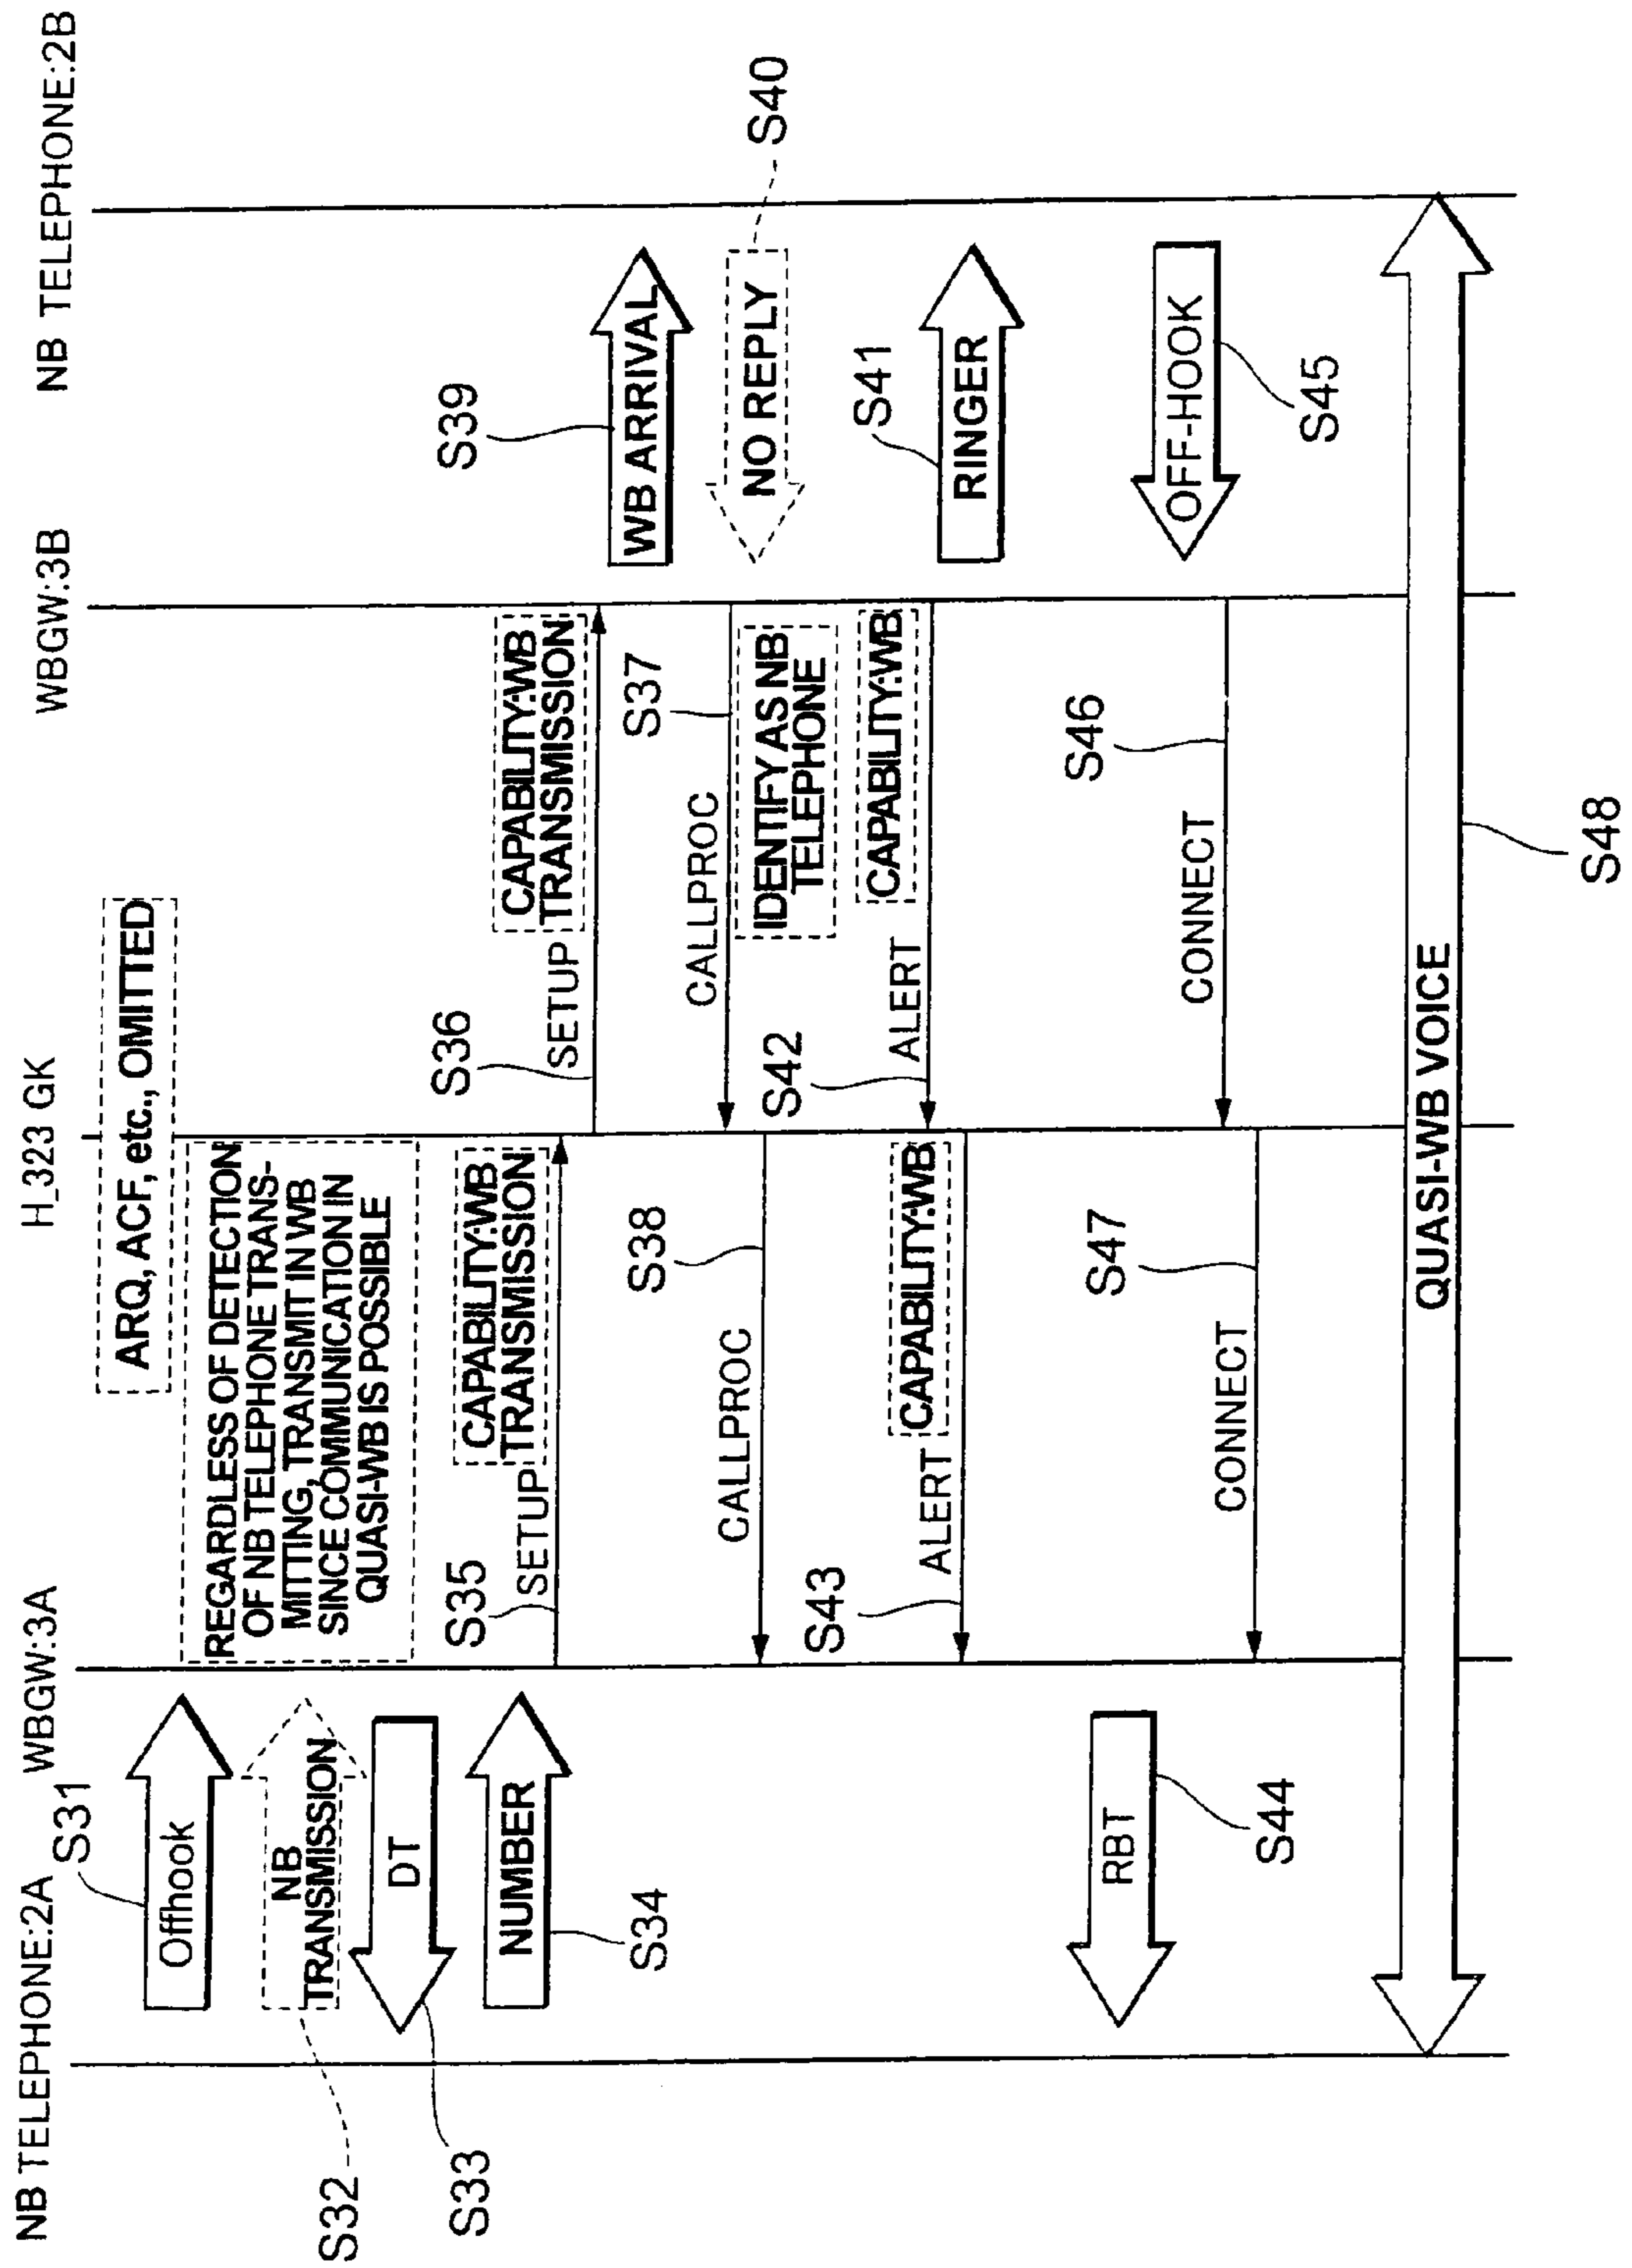 NB TELEPHONE:2A
WBGW:3A
H_323 GK
WBGW:3B
NB TELEPHONE:2B
ARQ, ACF, etc., OMITTED
S31
Offhook
REGARDLESS OF DETECTION
OF NB TELEPHONE TRANS-
MITTING, TRANSMIT IN WB
SINCE COMMUNICATION IN
QUASI-WB IS POSSIBLE
S32
NB
TRANSMISSION
DT
S33
NUMBER
S34
S35
SETUP
CAPABILITY:WB
TRANSMISSION
S36
SETUP
CAPABILITY:WB
TRANSMISSION
S39
WB ARRIVAL
S37
CALLPROC
IDENTIFY AS NB
TELEPHONE
NO REPLY
S40
S38
CALLPROC
S41
RINGER
S42
ALERT
CAPABILITY:WB
S43
ALERT
CAPABILITY:WB
RBT
S44
OFF-HOOK
S45
S46
CONNECT
S47
CONNECT
QUASI-WB VOICE
S48